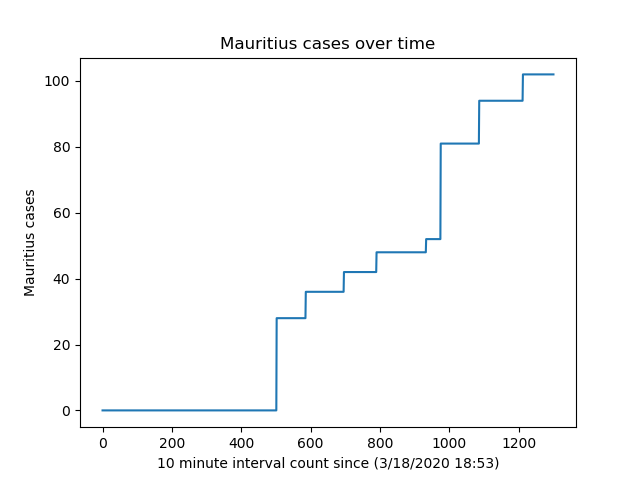 Mauritius cases over time
100
80
60
40
20
0
Mauritius cases
0 200 400 600 800 1000 1200
10 minute interval count since (3/18/2020 18:53)